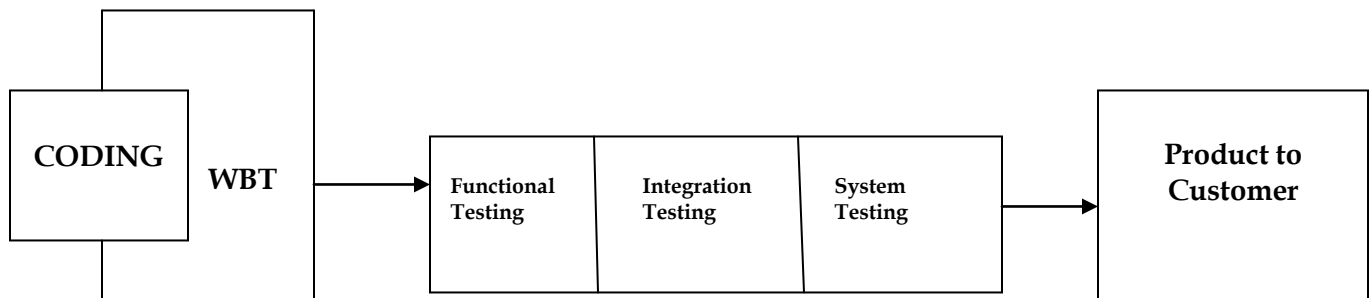 CODING
WBT
Functional
Testing
Integration
Testing
System
Testing
Product to
Customer